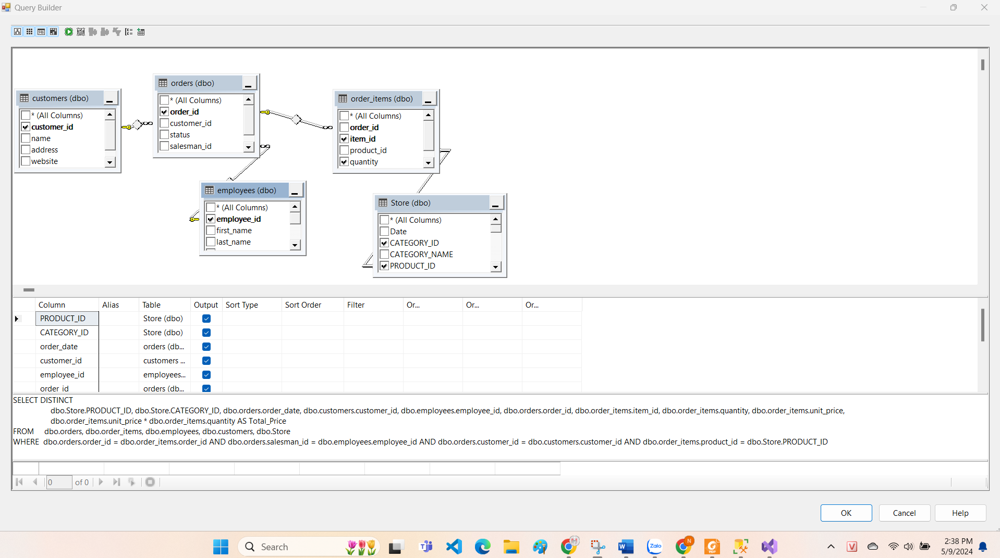 Query Builder
customers (dbo)
* (All Columns)
customer_id
name
address
website
orders (dbo)
* (All Columns)
order_id
customer_id
status
salesman_id
order_items (dbo)
* (All Columns)
order_id
item_id
product_id
quantity
employees (dbo)
* (All Columns)
employee_id
first_name
last_name
Store (dbo)
* (All Columns)
Date
CATEGORY_ID
CATEGORY_NAME
PRODUCT_ID
Column Alias Table Output Sort Type Sort Order Filter Or... Or... Or...
PRODUCT_ID Store (dbo)
CATEGORY_ID Store (dbo)
order_date orders (db...
customer_id customers ...
employee_id employees...
order_id orders (db...
SELECT DISTINCT
dbo.Store.PRODUCT_ID, dbo.Store.CATEGORY_ID, dbo.orders.order_date, dbo.customers.customer_id, dbo.employees.employee_id, dbo.orders.order_id, dbo.order_items.item_id, dbo.order_items.quantity, dbo.order_items.unit_price,
dbo.order_items.unit_price * dbo.order_items.quantity AS Total_Price
FROM dbo.orders, dbo.order_items, dbo.employees, dbo.customers, dbo.Store
WHERE dbo.orders.order_id = dbo.order_items.order_id AND dbo.orders.salesman_id = dbo.employees.employee_id AND dbo.orders.customer_id = dbo.customers.customer_id AND dbo.order_items.product_id = dbo.Store.PRODUCT_ID
0 of 0
OK Cancel Help
Search
Zalo
N
PDF
V
2:38 PM
5/9/2024